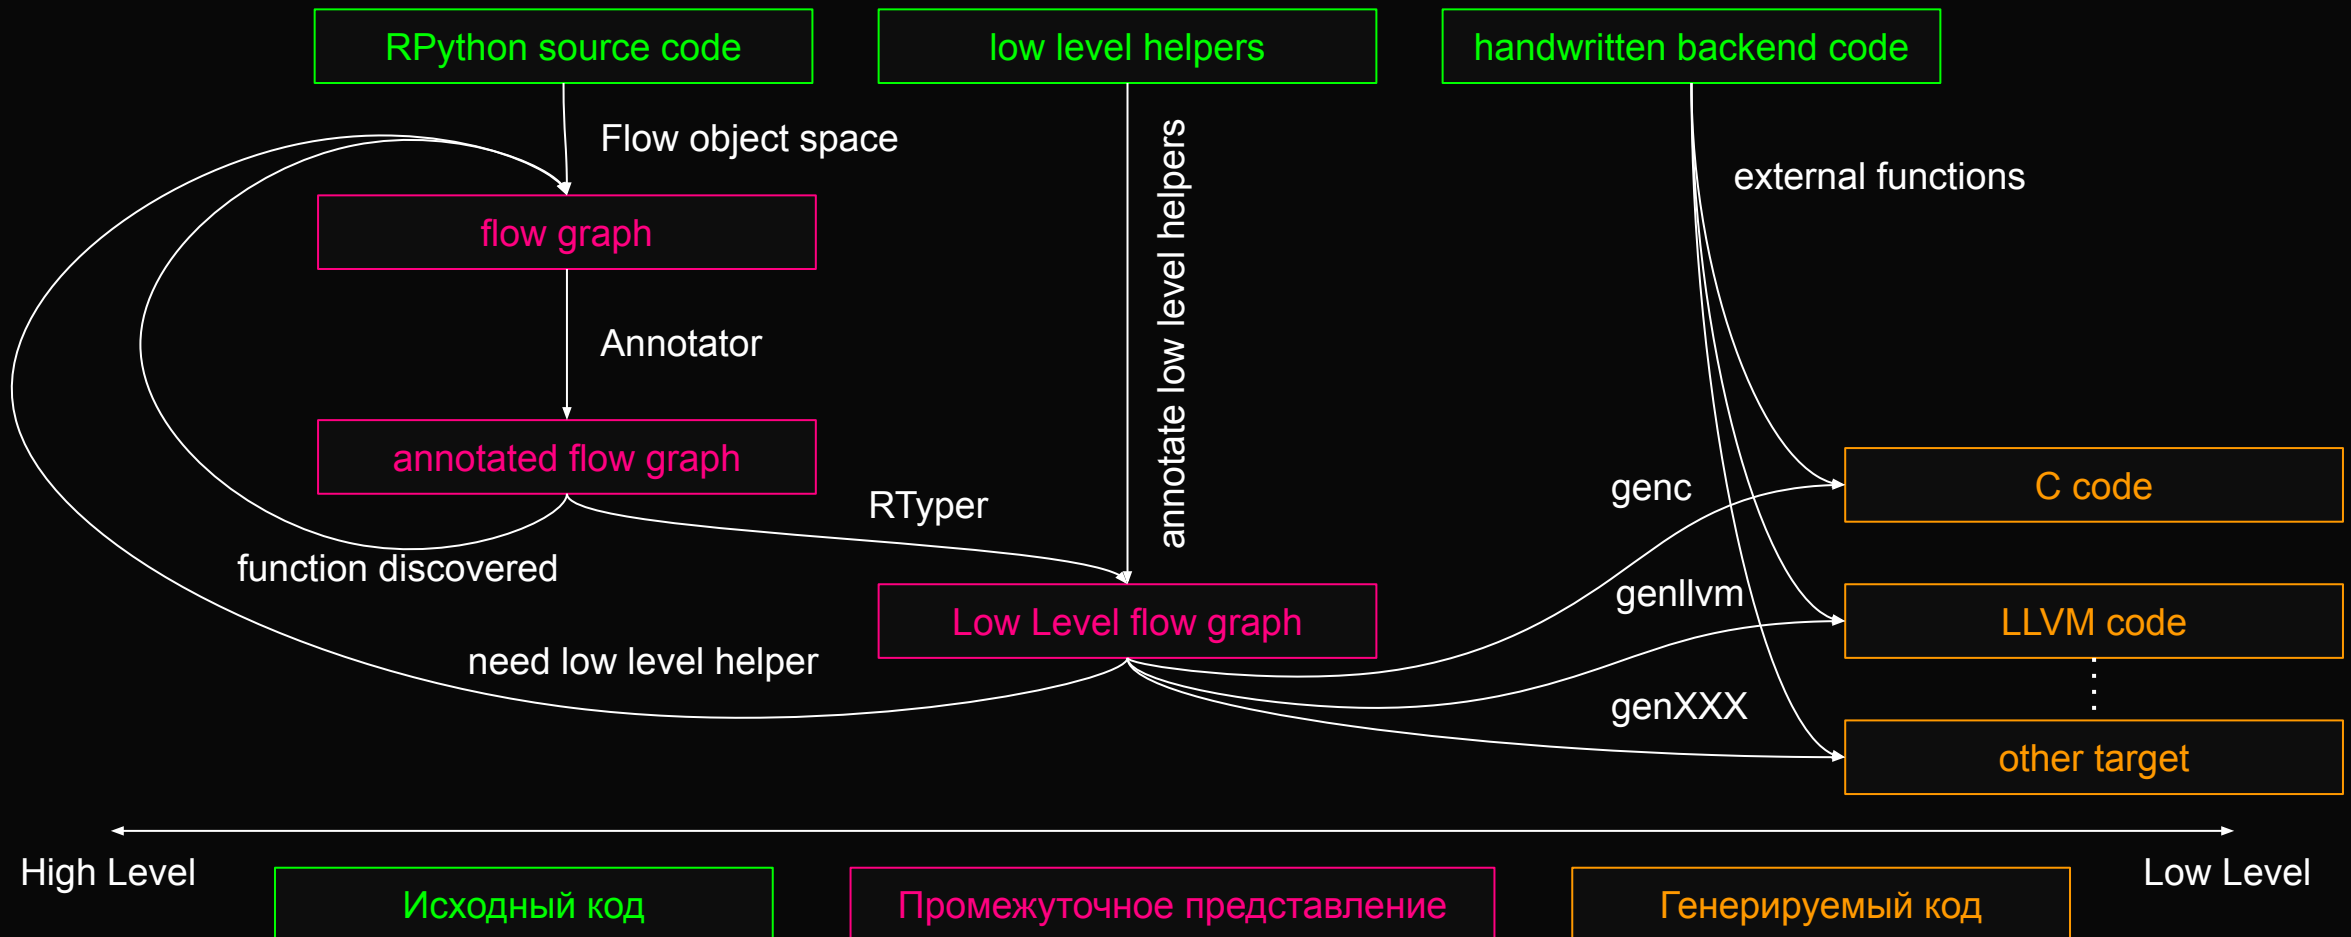 RPython source code
low level helpers
handwritten backend code
Flow object space
annotate low level helpers
external functions
flow graph
Annotator
annotated flow graph
RTyper
genc
C code
function discovered
genllvm
Low Level flow graph
LLVM code
need low level helper
genXXX
other target
High Level
Low Level
Исходный код
Промежуточное представление
Генерируемый код